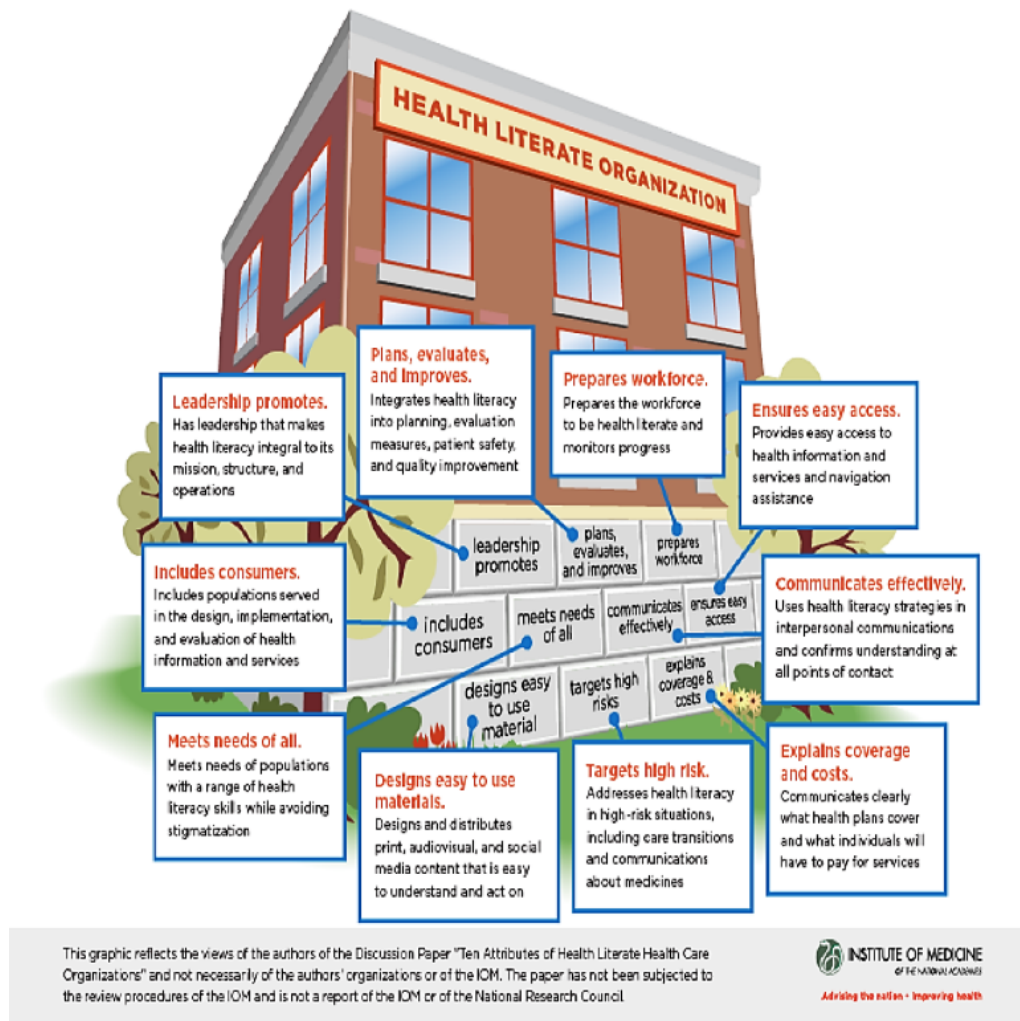 HEALTH LITERATE ORGANIZATION
Leadership promotes.
Has leadership that makes
health literacy integral to its
mission, structure, and
operations
Plans, evaluates,
and improves.
Integrates health literacy
into planning, evaluation
measures, patient safety,
and quality improvement
Prepares workforce.
Prepares the workforce
to be health literate and
monitors progress
Ensures easy access.
Provides easy access to
health information and
services and navigation
assistance
leadership
promotes
plans,
evaluates,
and improves
prepares
workforce
Includes consumers.
Includes populations served
in the design, implementation,
and evaluation of health
information and services
includes
consumers
meets needs
of all
communicates
effectively
ensures easy
access
Communicates effectively.
Uses health literacy strategies in
interpersonal communications
and confirms understanding at
all points of contact
designs easy
to use
material
targets high
risks
explains
coverage &
costs
Meets needs of all.
Meets needs of populations
with a range of health
literacy skills while avoiding
stigmatization
Designs easy to use
materials.
Designs and distributes
print, audiovisual, and social
media content that is easy
to understand and act on
Targets high risk.
Addresses health literacy
in high-risk situations,
including care transitions
and communications
about medicines
Explains coverage
and costs.
Communicates clearly
what health plans cover
and what individuals will
have to pay for services
This graphic reflects the views of the authors of the Discussion Paper "Ten Attributes of Health Literate Health Care
Organizations" and not necessarily of the authors' organizations or of the IOM. The paper has not been subjected to
the review procedures of the IOM and is not a report of the IOM or of the National Research Council.
INSTITUTE OF MEDICINE
OF THE NATIONAL ACADEMIES
Advising the nation • Improving health